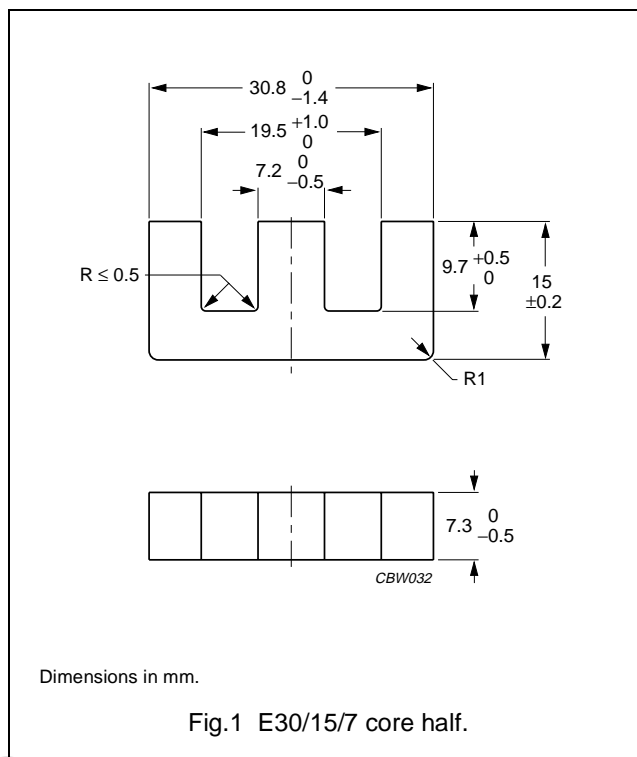 30.8 0 −1.4
19.5 +1.0 0
7.2 0 −0.5
R ≤ 0.5
9.7 +0.5 0
15 ±0.2
R1
7.3 0 −0.5
CBW032
Dimensions in mm.
Fig.1 E30/15/7 core half.